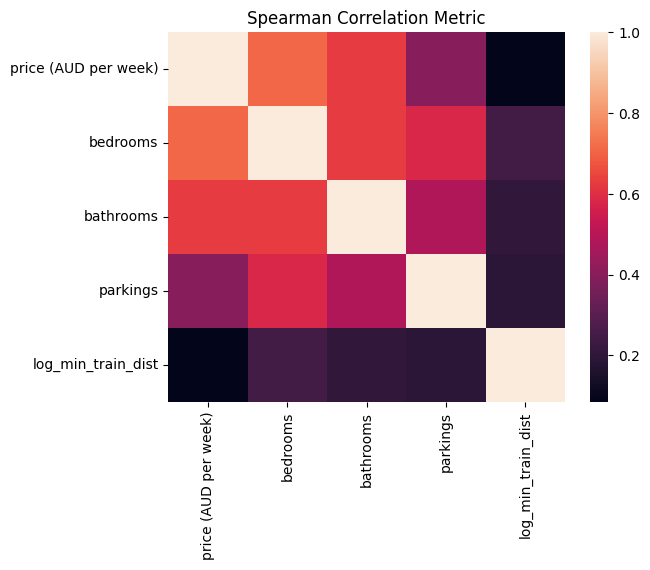 Spearman Correlation Metric
price (AUD per week)
bedrooms
bathrooms
parkings
log_min_train_dist
price (AUD per week)
bedrooms
bathrooms
parkings
log_min_train_dist
1.0
0.8
0.6
0.4
0.2